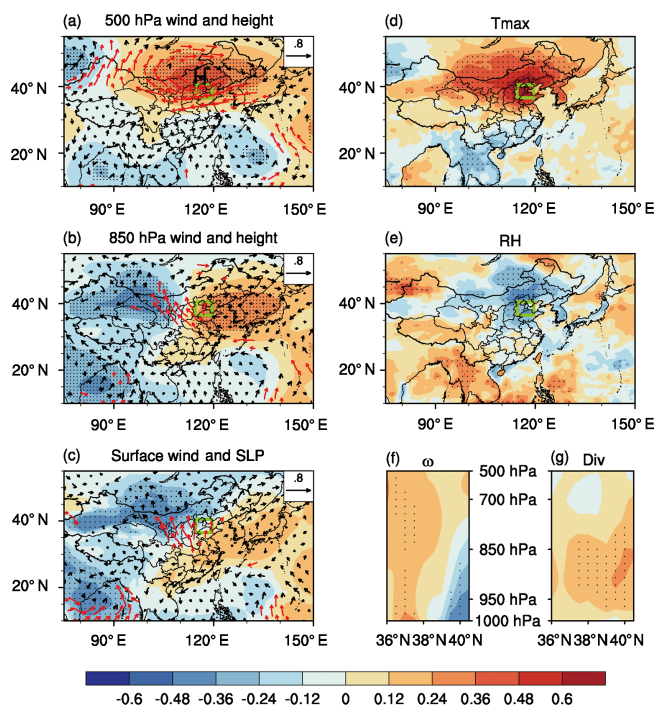 (a) 500 hPa wind and height
.8
H
40° N
20° N
90° E 120° E 150° E
(d) Tmax
40° N
20° N
90° E 120° E 150° E
(b) 850 hPa wind and height
.8
40° N
20° N
90° E 120° E 150° E
(e) RH
40° N
20° N
90° E 120° E 150° E
(c) Surface wind and SLP
.8
40° N
20° N
90° E 120° E 150° E
(f) ω
500 hPa
700 hPa
850 hPa
950 hPa
1000 hPa
36°N 38°N 40°N
(g) Div
36°N 38°N 40°N
-0.6 -0.48 -0.36 -0.24 -0.12 0 0.12 0.24 0.36 0.48 0.6